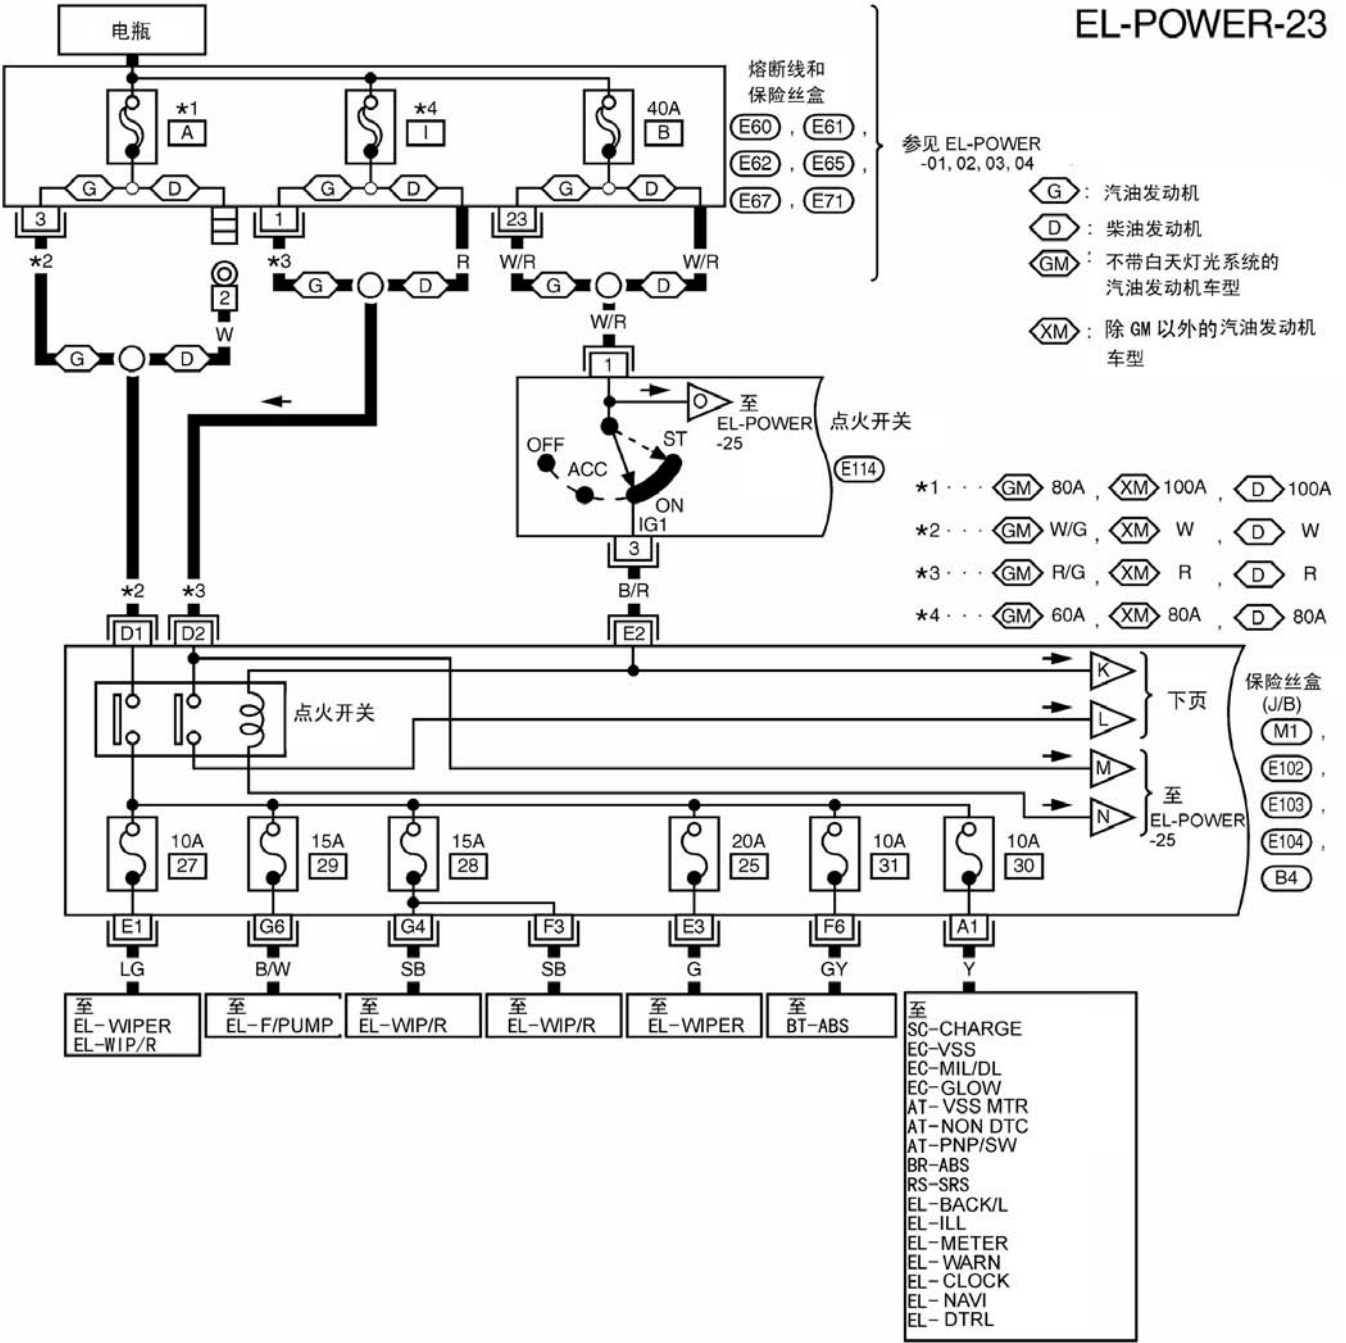 EL-POWER-23
电瓶
*1
A
*4
I
40A
B
G
D
G
D
G
D
熔断线和
保险丝盒
E60 , E61 ,
E62 , E65 ,
E67 , E71
参见 EL-POWER
-01, 02, 03, 04
G : 汽油发动机
D : 柴油发动机
GM : 不带白天灯光系统的
汽油发动机车型
XM : 除 GM 以外的汽油发动机
车型
3
1
23
*2
*3
R
W/R
W/R
2
W
G
D
G
D
G
D
W/R
1
O
至
EL-POWER
-25
点火开关
E114
OFF
ACC
ST
ON
IG1
3
B/R
*1 · · · GM 80A , XM 100A , D 100A
*2 · · · GM W/G , XM W , D W
*3 · · · GM R/G , XM R , D R
*4 · · · GM 60A , XM 80A , D 80A
*2
*3
D1
D2
E2
点火开关
K
L
下页
M
N
至
EL-POWER
-25
保险丝盒
(J/B)
M1 ,
E102 ,
E103 ,
E104 ,
B4
10A
27
15A
29
15A
28
20A
25
10A
31
10A
30
E1
G6
G4
F3
E3
F6
A1
LG
B/W
SB
SB
G
GY
Y
至
EL-WIPER
EL-WIP/R
至
EL-F/PUMP
至
EL-WIP/R
至
EL-WIP/R
至
EL-WIPER
至
BT-ABS
至
SC-CHARGE
EC-VSS
EC-MIL/DL
EC-GLOW
AT-VSS MTR
AT-NON DTC
AT-PNP/SW
BR-ABS
RS-SRS
EL-BACK/L
EL-ILL
EL-METER
EL-WARN
EL-CLOCK
EL-NAVI
EL-DTRL